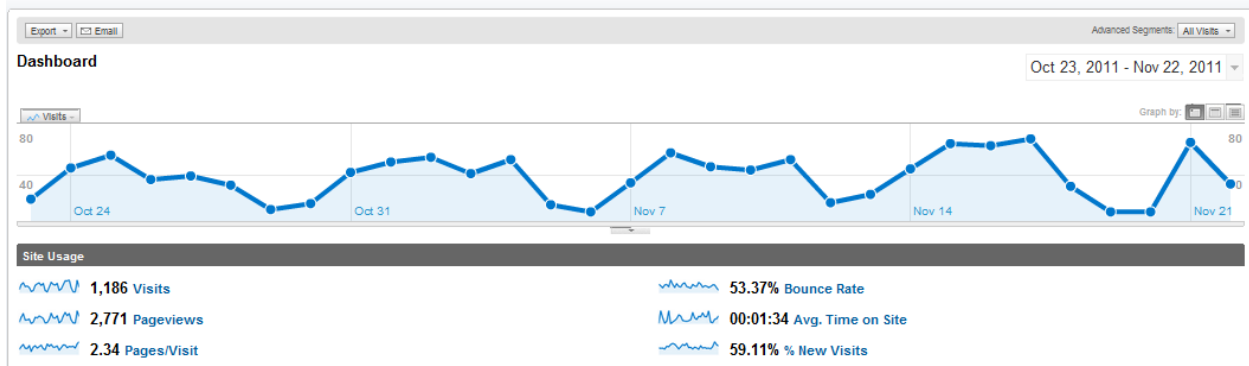 Export Email Advanced Segments: All Visits
Dashboard
Oct 23, 2011 - Nov 22, 2011
Visits Graph by:
80 80
40 0
Oct 24 Oct 31 Nov 7 Nov 14 Nov 21
Site Usage
1,186 Visits 53.37% Bounce Rate
2,771 Pageviews 00:01:34 Avg. Time on Site
2.34 Pages/Visit 59.11% % New Visits